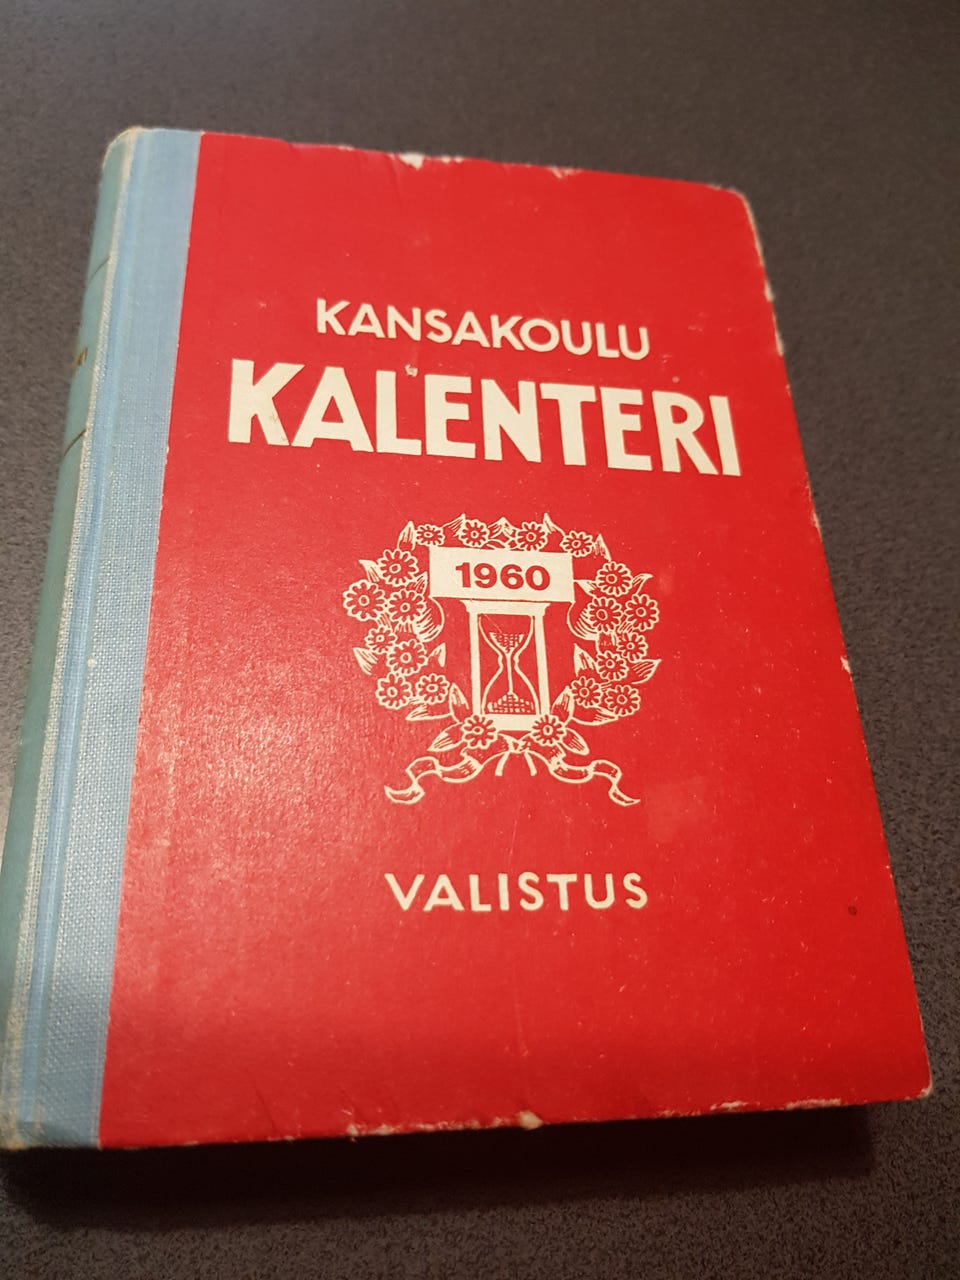 KANSAKOULU
KALENTERI
1960
VALISTUS